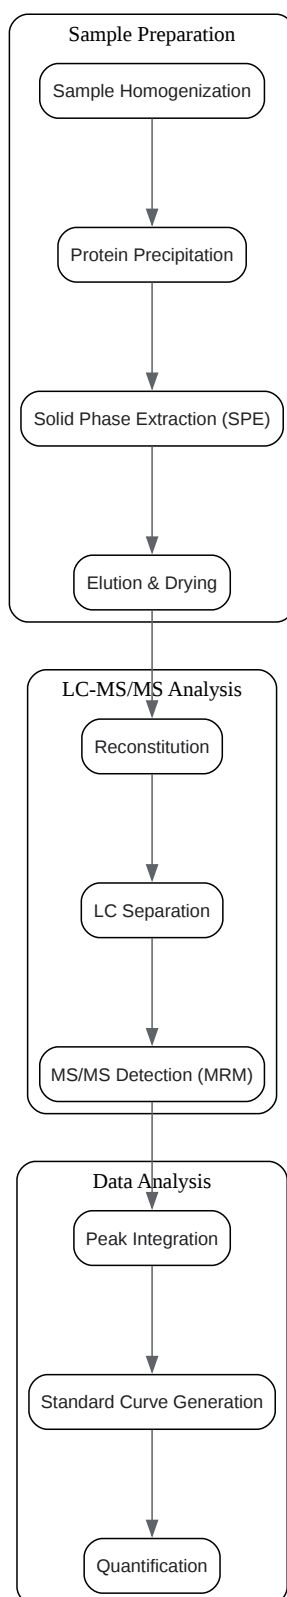 Sample Preparation
Sample Homogenization
Protein Precipitation
Solid Phase Extraction (SPE)
Elution & Drying
LC-MS/MS Analysis
Reconstitution
LC Separation
MS/MS Detection (MRM)
Data Analysis
Peak Integration
Standard Curve Generation
Quantification